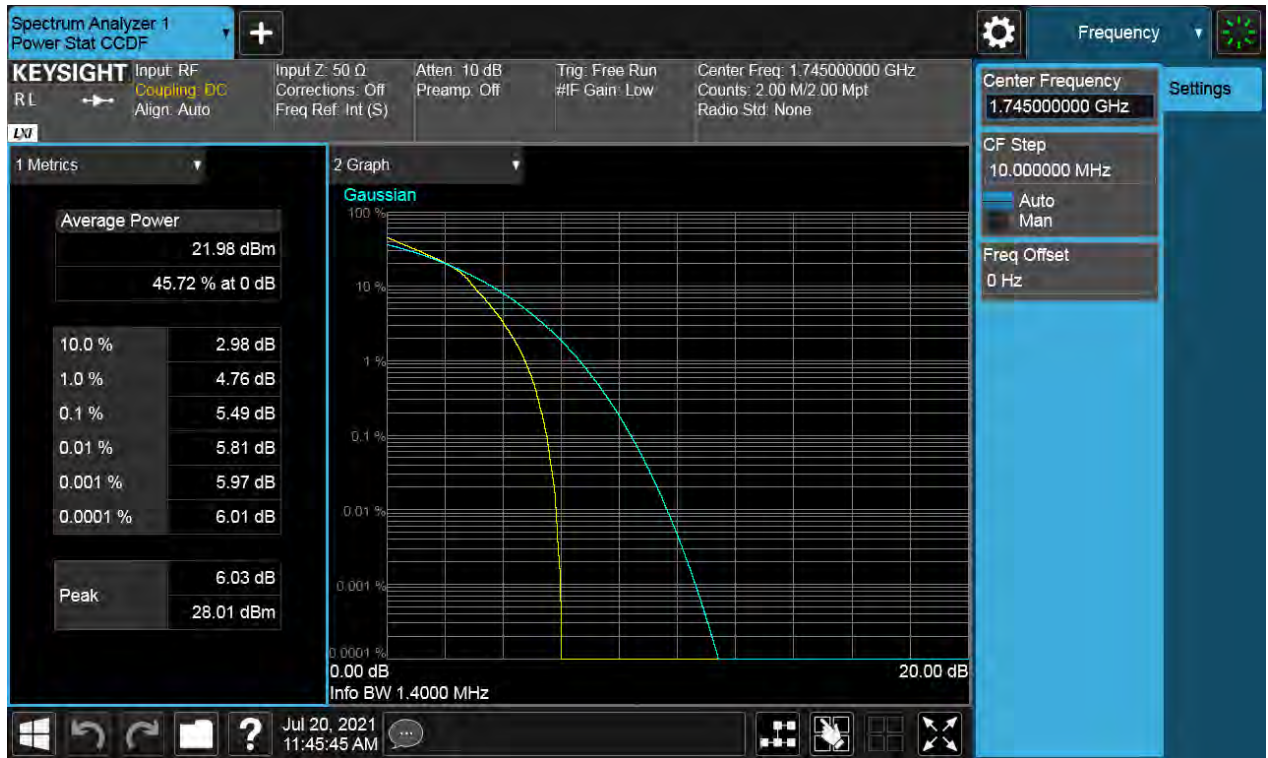 Spectrum Analyzer 1
Power Stat CCDF
Frequency
KEYSIGHT
RL
LXI
Input: RF
Coupling: DC
Align: Auto
Input Z: 50 Ω
Corrections: Off
Freq Ref: Int (S)
Atten: 10 dB
Preamp: Off
Trig: Free Run
#IF Gain: Low
Center Freq: 1.745000000 GHz
Counts: 2.00 M/2.00 Mpt
Radio Std: None
Center Frequency
1.745000000 GHz
Settings
CF Step
10.000000 MHz
Auto
Man
Freq Offset
0 Hz
1 Metrics
Average Power
21.98 dBm
45.72 % at 0 dB
10.0 % 2.98 dB
1.0 % 4.76 dB
0.1 % 5.49 dB
0.01 % 5.81 dB
0.001 % 5.97 dB
0.0001 % 6.01 dB
Peak
6.03 dB
28.01 dBm
2 Graph
Gaussian
100 %
10 %
1 %
0.1 %
0.01 %
0.001 %
0.0001 %
0.00 dB 20.00 dB
Info BW 1.4000 MHz
?
Jul 20, 2021
11:45:45 AM